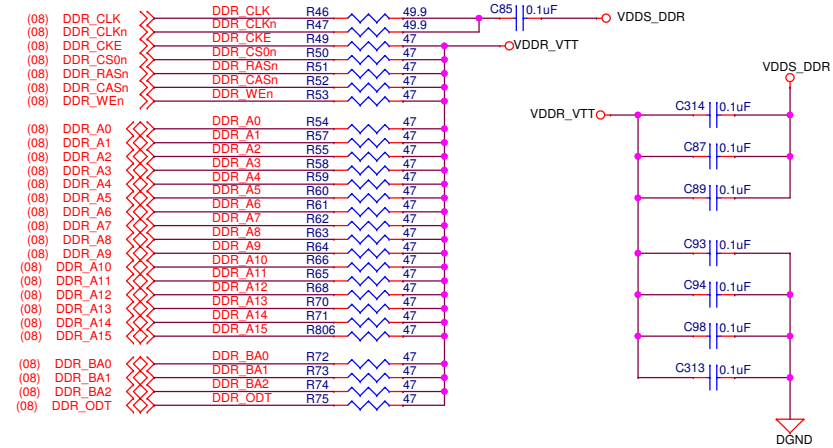 (08) DDR_CLK DDR_CLK R46 49.9 C85 0.1uF VDDS_DDR
(08) DDR_CLKn DDR_CLKn R47 49.9
(08) DDR_CKE DDR_CKE R49 47 VDDR_VTT
(08) DDR_CS0n DDR_CS0n R50 47
(08) DDR_RASn DDR_RASn R51 47
(08) DDR_CASn DDR_CASn R52 47
(08) DDR_WEn DDR_WEn R53 47
(08) DDR_A0 DDR_A0 R54 47
(08) DDR_A1 DDR_A1 R57 47
(08) DDR_A2 DDR_A2 R55 47
(08) DDR_A3 DDR_A3 R58 47
(08) DDR_A4 DDR_A4 R59 47
(08) DDR_A5 DDR_A5 R60 47
(08) DDR_A6 DDR_A6 R61 47
(08) DDR_A7 DDR_A7 R62 47
(08) DDR_A8 DDR_A8 R63 47
(08) DDR_A9 DDR_A9 R64 47
(08) DDR_A10 DDR_A10 R66 47
(08) DDR_A11 DDR_A11 R65 47
(08) DDR_A12 DDR_A12 R68 47
(08) DDR_A13 DDR_A13 R70 47
(08) DDR_A14 DDR_A14 R71 47
(08) DDR_A15 DDR_A15 R806 47
(08) DDR_BA0 DDR_BA0 R72 47
(08) DDR_BA1 DDR_BA1 R73 47
(08) DDR_BA2 DDR_BA2 R74 47
(08) DDR_ODT DDR_ODT R75 47
VDDS_DDR
VDDR_VTT C314 0.1uF
C87 0.1uF
C89 0.1uF
C93 0.1uF
C94 0.1uF
C98 0.1uF
C313 0.1uF
DGND